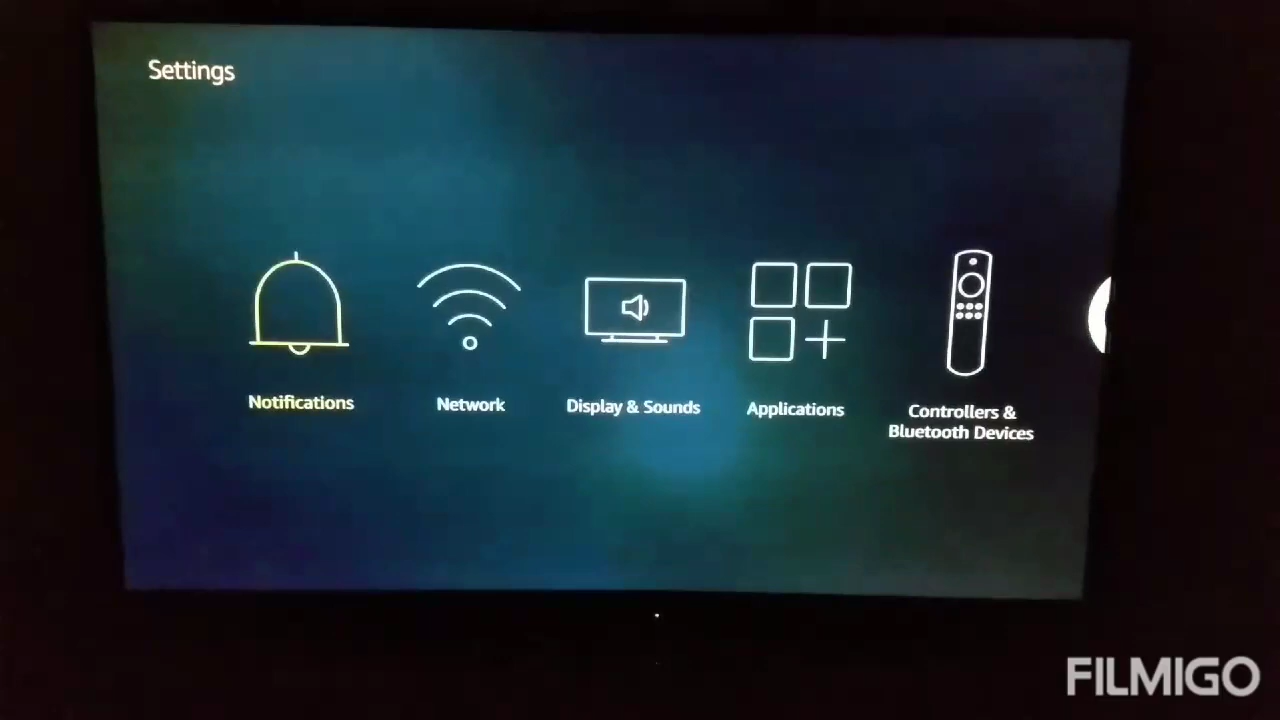 Settings
Notifications
Network
Display & Sounds
Applications
Controllers &
Bluetooth Devices
FILMIGO